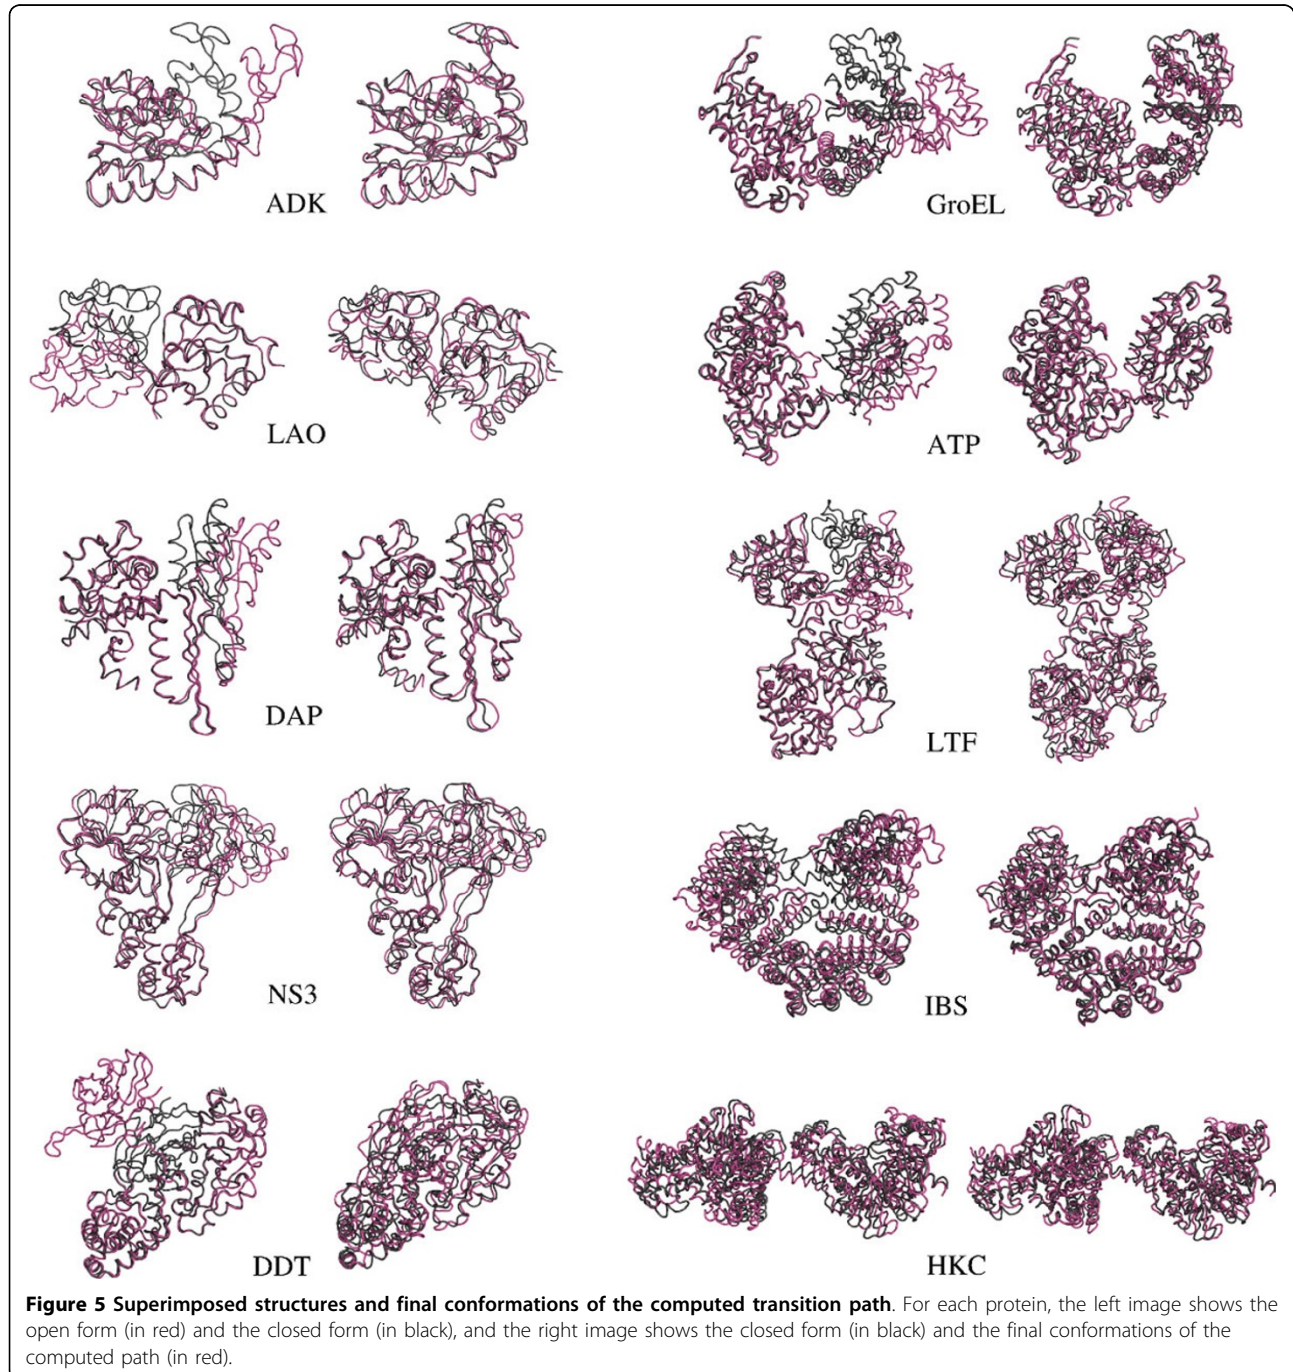 ADK
GroEL
LAO
ATP
DAP
LTF
NS3
IBS
DDT
HKC
Figure 5 Superimposed structures and final conformations of the computed transition path. For each protein, the left image shows the
open form (in red) and the closed form (in black), and the right image shows the closed form (in black) and the final conformations of the
computed path (in red).